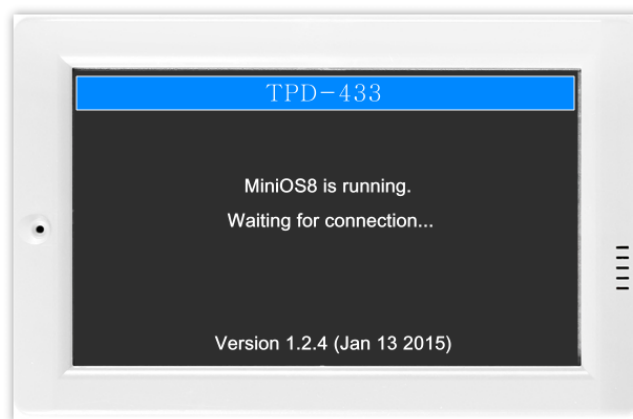 TPD-433
MiniOS8 is running.
Waiting for connection...
Version 1.2.4 (Jan 13 2015)